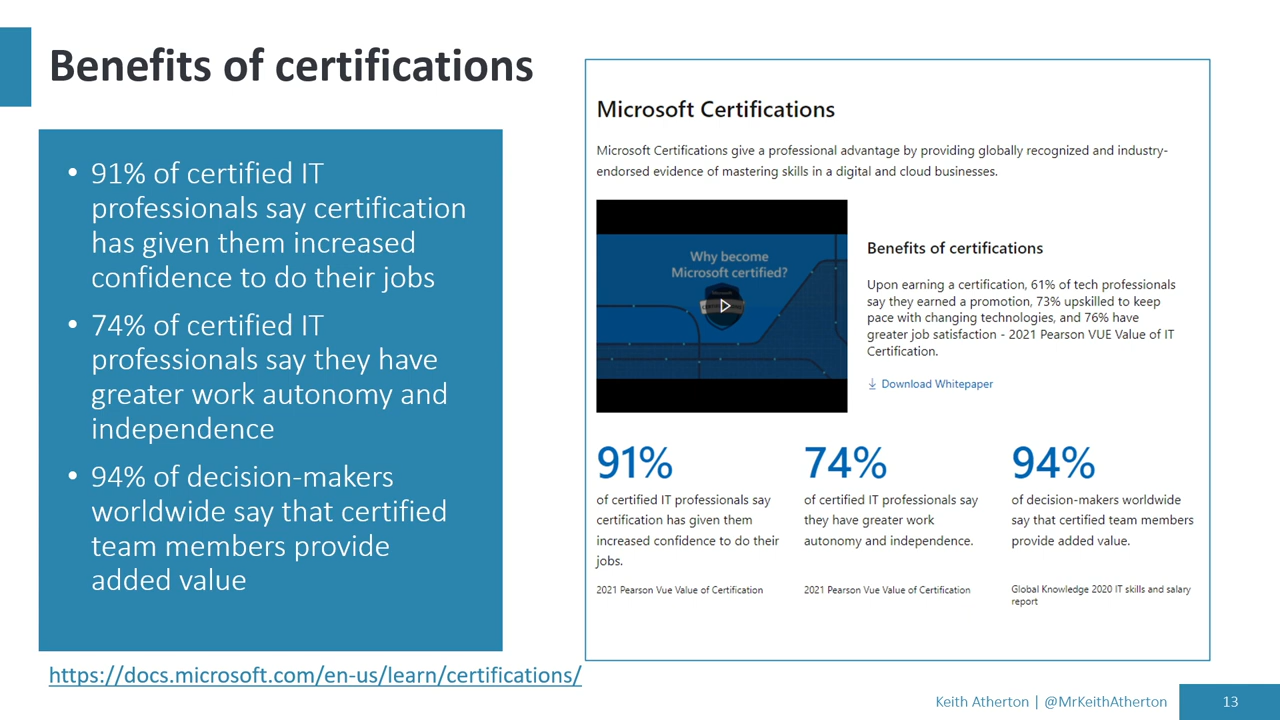 Benefits of certifications
• 91% of certified IT
professionals say certification
has given them increased
confidence to do their jobs
• 74% of certified IT
professionals say they have
greater work autonomy and
independence
• 94% of decision-makers
worldwide say that certified
team members provide
added value
https://docs.microsoft.com/en-us/learn/certifications/
Microsoft Certifications
Microsoft Certifications give a professional advantage by providing globally recognized and industry-
endorsed evidence of mastering skills in a digital and cloud businesses.
Why become
Microsoft certified?
Benefits of certifications
Upon earning a certification, 61% of tech professionals
say they earned a promotion, 73% upskilled to keep
pace with changing technologies, and 76% have
greater job satisfaction - 2021 Pearson VUE Value of IT
Certification.
Download Whitepaper
91%
of certified IT professionals say
certification has given them
increased confidence to do their
jobs.
2021 Pearson Vue Value of Certification
74%
of certified IT professionals say
they have greater work
autonomy and independence.
2021 Pearson Vue Value of Certification
94%
of decision-makers worldwide
say that certified team members
provide added value.
Global Knowledge 2020 IT skills and salary
report
Keith Atherton | @MrKeithAtherton
13